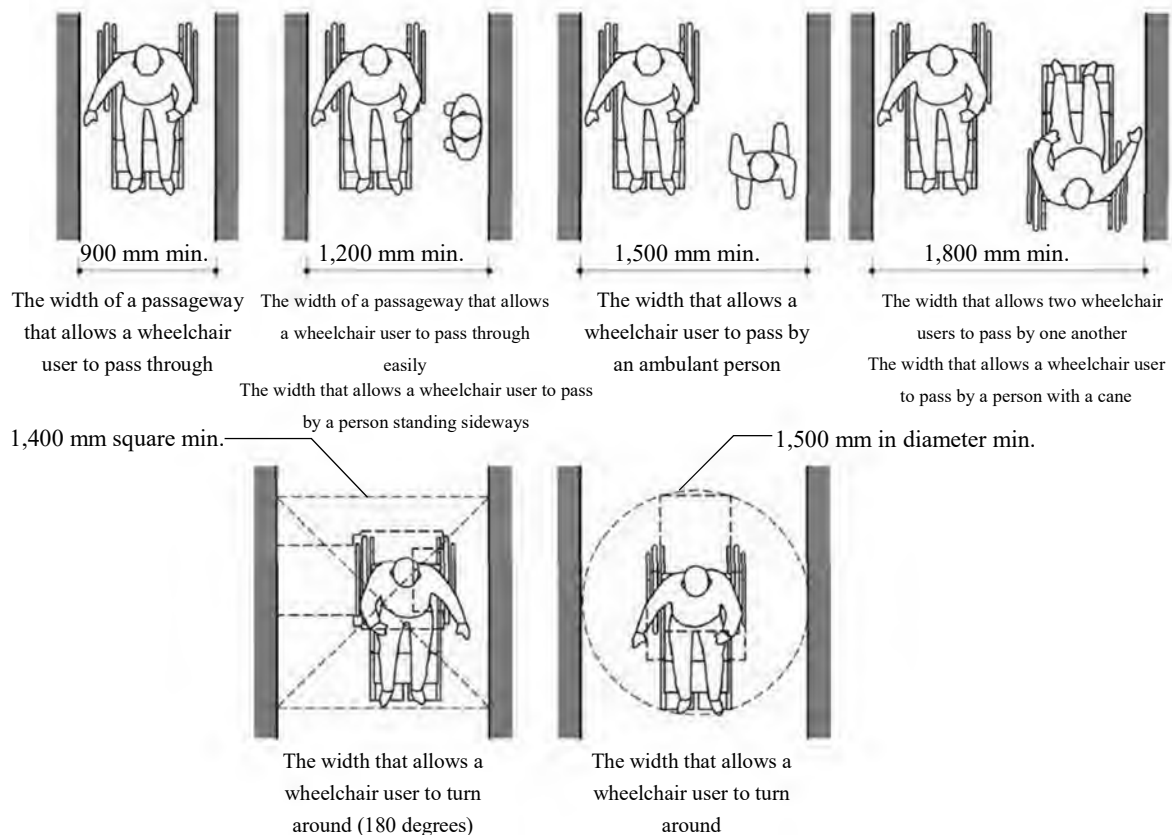 900 mm min.
1,200 mm min.
1,500 mm min.
1,800 mm min.
The width of a passageway
that allows a wheelchair
user to pass through
The width of a passageway that allows
a wheelchair user to pass through
easily
The width that allows a wheelchair user to pass
by a person standing sideways
The width that allows a
wheelchair user to pass by
an ambulant person
The width that allows two wheelchair
users to pass by one another
The width that allows a wheelchair user
to pass by a person with a cane
1,400 mm square min.
1,500 mm in diameter min.
The width that allows a
wheelchair user to turn
around (180 degrees)
The width that allows a
wheelchair user to turn
around